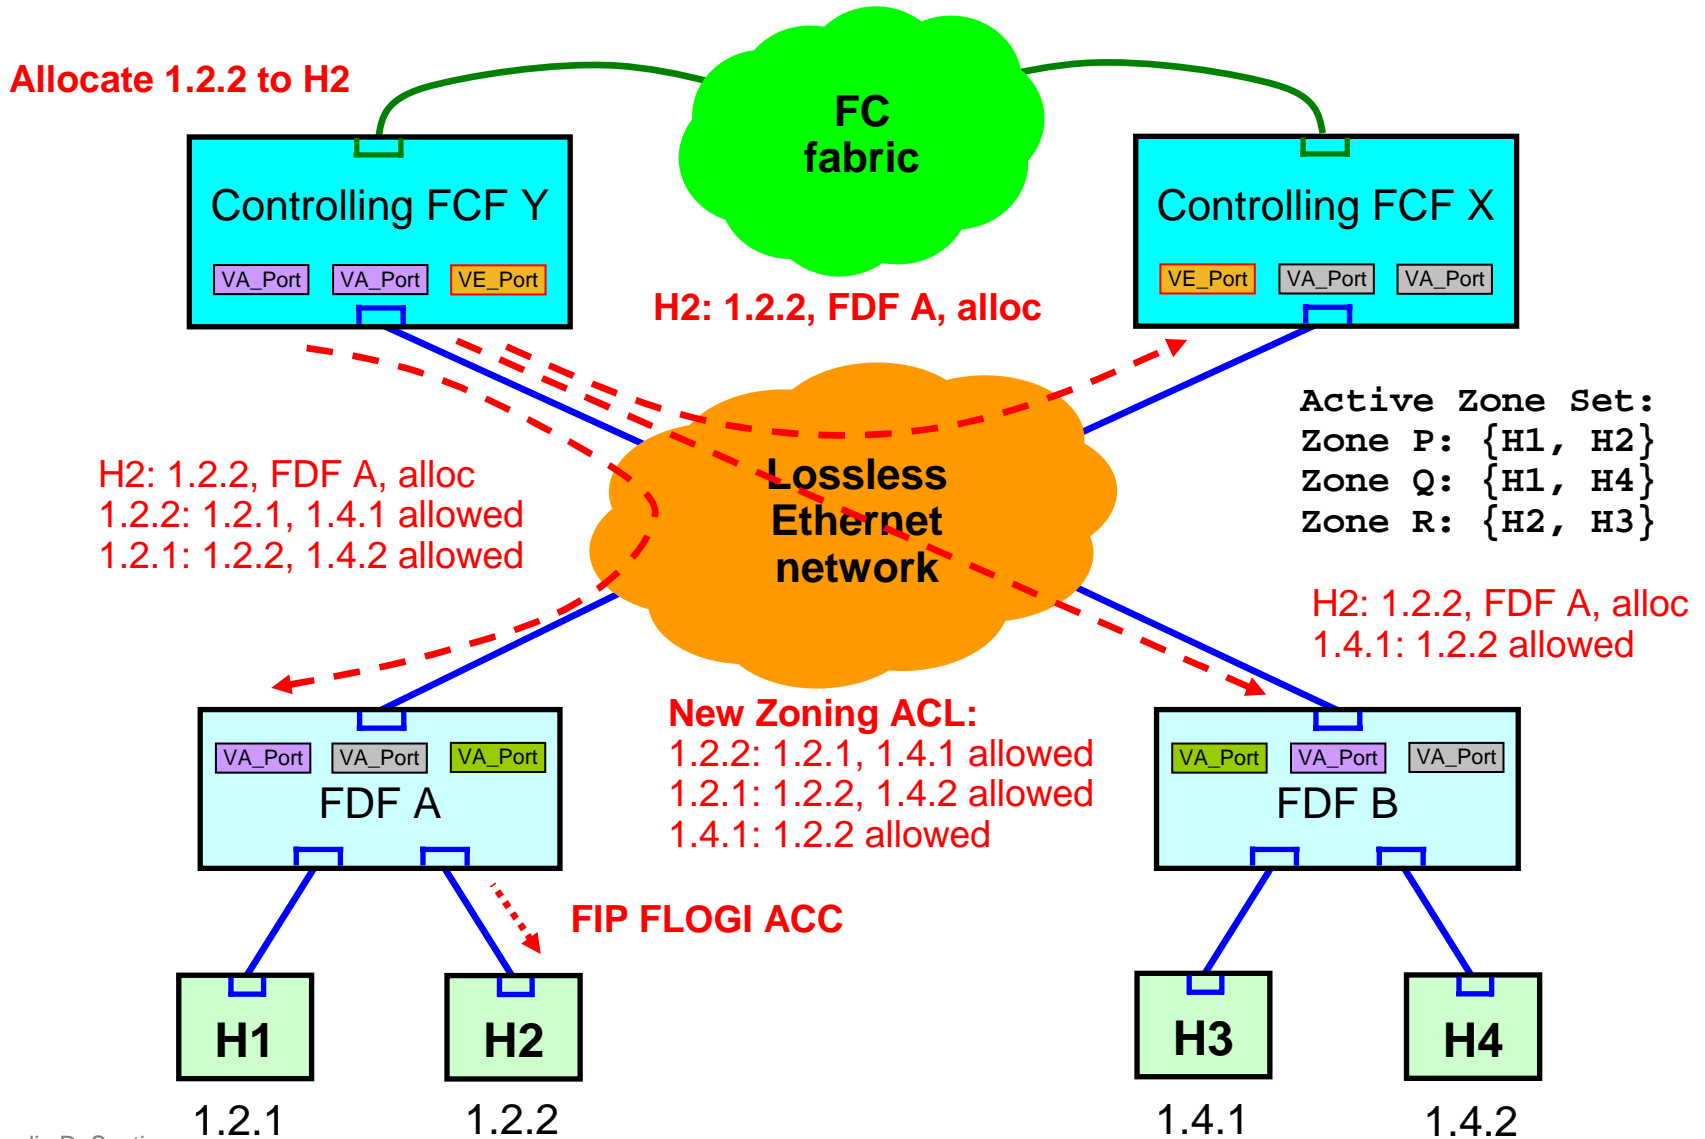 Allocate 1.2.2 to H2
FC
fabric
Controlling FCF Y
VA_Port VA_Port VE_Port
Controlling FCF X
VE_Port VA_Port VA_Port
H2: 1.2.2, FDF A, alloc
Active Zone Set:
Zone P: {H1, H2}
Zone Q: {H1, H4}
Zone R: {H2, H3}
Lossless
Ethernet
network
H2: 1.2.2, FDF A, alloc
1.2.2: 1.2.1, 1.4.1 allowed
1.2.1: 1.2.2, 1.4.2 allowed
H2: 1.2.2, FDF A, alloc
1.4.1: 1.2.2 allowed
New Zoning ACL:
1.2.2: 1.2.1, 1.4.1 allowed
1.2.1: 1.2.2, 1.4.2 allowed
1.4.1: 1.2.2 allowed
VA_Port VA_Port VA_Port
FDF A
VA_Port VA_Port VA_Port
FDF B
FIP FLOGI ACC
H1
H2
H3
H4
1.2.1
1.2.2
1.4.1
1.4.2